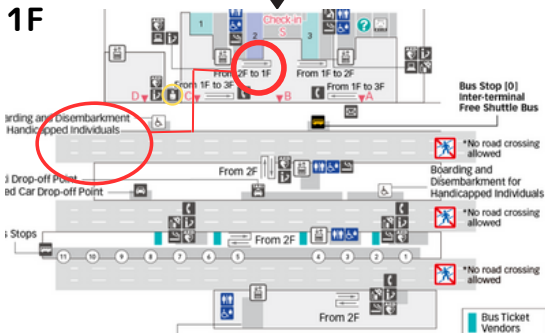 1F
1
2
3
Check-in
S
?
From 2F to 1F
From 1F to 2F
From 1F to 3F
From 1F to 3F
D
C
B
A
Bus Stop [0]
Inter-terminal
Free Shuttle Bus
arding and Disembarkation
Handicapped Individuals
*No road crossing
allowed
From 2F
i Drop-off Point
ed Car Drop-off Point
Boarding and
Disembarkation for
Handicapped Individuals
*No road crossing
allowed
s Stops
From 2F
11
10
9
8
7
6
5
4
3
2
1
*No road crossing
allowed
From 2F
Bus Ticket
Vendors